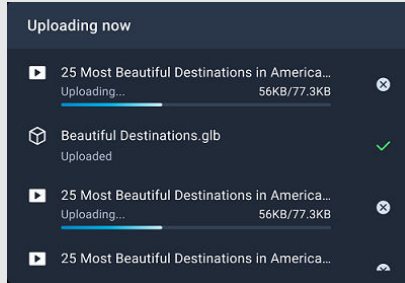 Uploading now
25 Most Beautiful Destinations in America...
Uploading... 56KB/77.3KB
Beautiful Destinations.glb
Uploaded
25 Most Beautiful Destinations in America...
Uploading... 56KB/77.3KB
25 Most Beautiful Destinations in America...